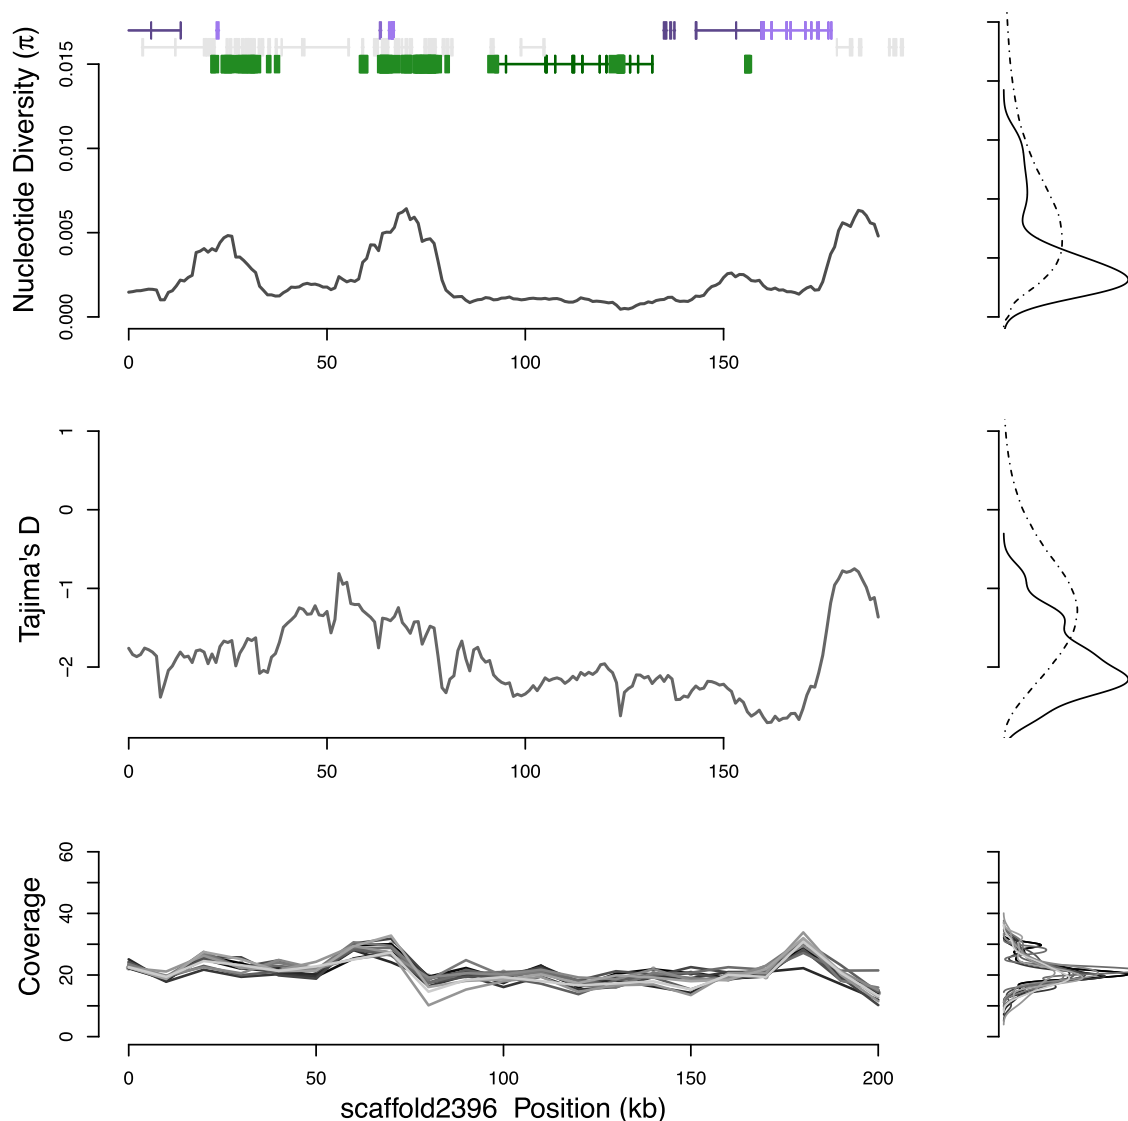 Nucleotide Diversity (π)
0.015
0.010
0.005
0.000
0 50 100 150
Tajima's D
1
0
−1
−2
0 50 100 150
Coverage
60
40
20
0
0 50 100 150 200
scaffold2396 Position (kb)